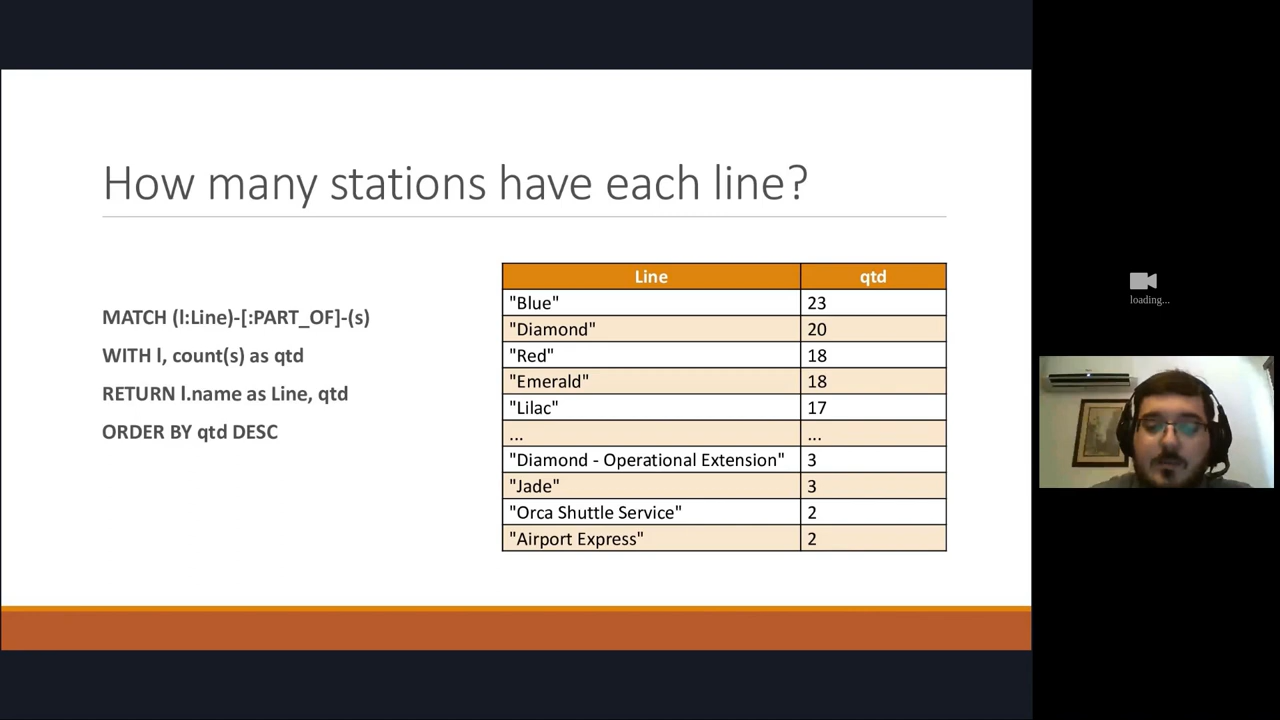 How many stations have each line?
MATCH (l:Line)-[:PART_OF]-(s)
WITH l, count(s) as qtd
RETURN l.name as Line, qtd
ORDER BY qtd DESC
Line qtd
"Blue" 23
"Diamond" 20
"Red" 18
"Emerald" 18
"Lilac" 17
... ...
"Diamond - Operational Extension" 3
"Jade" 3
"Orca Shuttle Service" 2
"Airport Express" 2
loading...